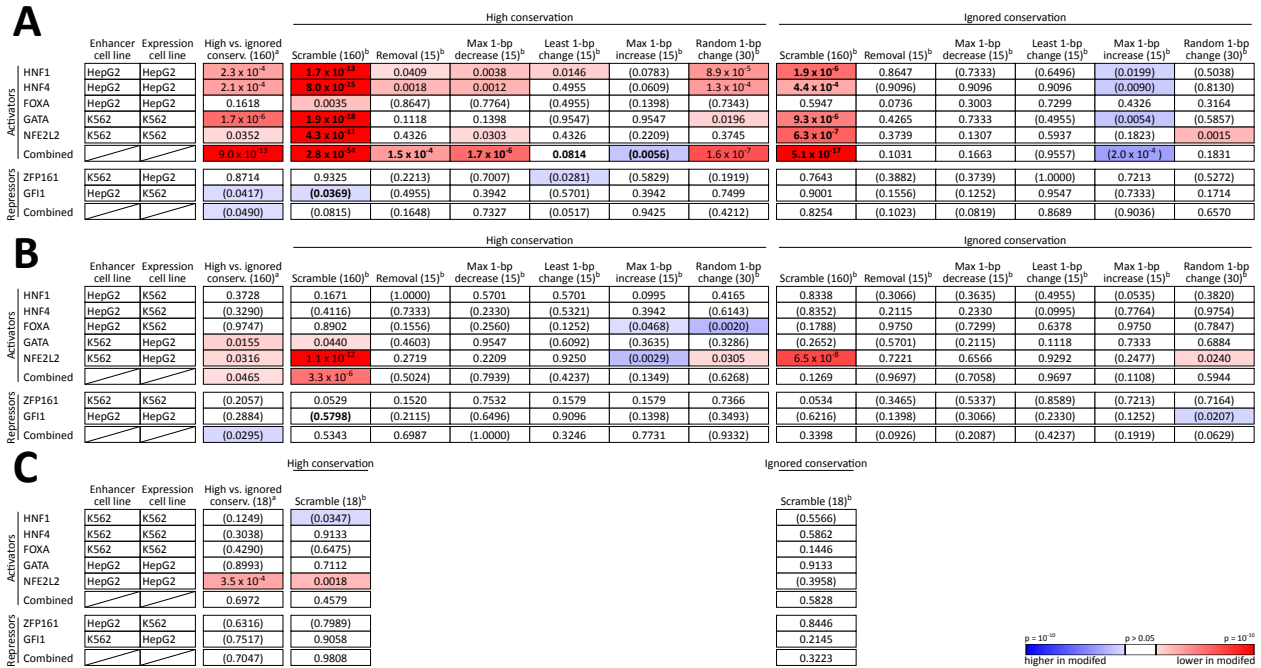 A
High conservation
Ignored conservation
Enhancer cell line Expression cell line High vs. ignored conserv. (160)a Scramble (160)b Removal (15)b Max 1-bp decrease (15)b Least 1-bp change (15)b Max 1-bp increase (15)b Random 1-bp change (30)b Scramble (160)b Removal (15)b Max 1-bp decrease (15)b Least 1-bp change (15)b Max 1-bp increase (15)b Random 1-bp change (30)b
Activators
HNF1 HepG2 HepG2 2.3 x 10-4 1.7 x 10-13 0.0409 0.0038 0.0146 (0.0783) 8.9 x 10-5 1.9 x 10-6 0.8647 (0.7333) (0.6496) (0.0199) (0.5038)
HNF4 HepG2 HepG2 2.1 x 10-4 8.0 x 10-15 0.0018 0.0012 0.4955 (0.0609) 1.3 x 10-4 4.4 x 10-4 (0.9096) 0.9096 0.9096 (0.0090) (0.8130)
FOXA HepG2 HepG2 0.1618 0.0035 (0.8647) (0.7764) (0.4955) (0.1398) (0.7343) 0.5947 0.0736 0.3003 0.7299 0.4326 0.3164
GATA K562 K562 1.7 x 10-6 1.9 x 10-18 0.1118 0.1398 (0.9547) 0.9547 0.0196 9.3 x 10-6 0.4265 0.7333 (0.4955) (0.0054) (0.5857)
NFE2L2 K562 K562 0.0352 4.3 x 10-11 0.4326 0.0303 0.4326 (0.2209) 0.3745 6.3 x 10-7 0.3739 0.1307 0.5937 (0.1823) 0.0015
Combined 9.0 x 10-13 2.8 x 10-54 1.5 x 10-4 1.7 x 10-6 0.0814 (0.0056) 1.6 x 10-7 5.1 x 10-17 0.1031 0.1663 (0.9557) (2.0 x 10-4 ) 0.1831
Repressors
ZFP161 K562 HepG2 0.8714 0.9325 (0.2213) (0.7007) (0.0281) (0.5829) (0.1919) 0.7643 (0.3882) (0.3739) (1.0000) 0.7213 (0.5272)
GFI1 HepG2 K562 (0.0417) (0.0369) (0.4955) 0.3942 (0.5701) 0.3942 0.7499 0.9001 (0.1556) (0.1252) 0.9547 (0.7333) 0.1714
Combined (0.0490) (0.0815) (0.1648) 0.7327 (0.0517) 0.9425 (0.4212) 0.8254 (0.1023) (0.0819) 0.8689 (0.9036) 0.6570
B
High conservation
Ignored conservation
Enhancer cell line Expression cell line High vs. ignored conserv. (160)a Scramble (160)b Removal (15)b Max 1-bp decrease (15)b Least 1-bp change (15)b Max 1-bp increase (15)b Random 1-bp change (30)b Scramble (160)b Removal (15)b Max 1-bp decrease (15)b Least 1-bp change (15)b Max 1-bp increase (15)b Random 1-bp change (30)b
Activators
HNF1 HepG2 K562 0.3728 0.1671 (1.0000) 0.5701 0.5701 0.0995 0.4165 0.8338 (0.3066) (0.3635) (0.4955) (0.0535) (0.3820)
HNF4 HepG2 K562 (0.3290) (0.4116) (0.7333) (0.2330) (0.5321) 0.3942 (0.6143) (0.8352) 0.2115 0.2330 (0.0995) (0.7764) (0.9754)
FOXA HepG2 K562 (0.9747) 0.8902 (0.1556) (0.2560) (0.1252) (0.0468) (0.0020) (0.1788) 0.9750 (0.7299) 0.6378 0.9750 (0.7847)
GATA K562 HepG2 0.0155 0.0440 (0.4603) 0.9547 0.6092 (0.3635) (0.3286) (0.2652) (0.5701) (0.2115) 0.1118 0.7333 0.6884
NFE2L2 K562 HepG2 0.0316 1.1 x 10-12 0.2719 0.2209 0.9250 (0.0029) 0.0305 6.5 x 10-8 0.7221 0.6566 0.9292 (0.2477) 0.0240
Combined 0.0465 3.3 x 10-6 (0.5024) (0.7939) (0.4237) (0.1349) (0.6268) 0.1269 (0.9697) (0.7058) 0.9697 (0.1108) 0.5944
Repressors
ZFP161 K562 K562 (0.2057) 0.0529 0.1520 0.7532 0.1579 0.1579 0.7366 0.0534 (0.3465) (0.5337) (0.8589) (0.7213) (0.7164)
GFI1 HepG2 HepG2 (0.2884) (0.5798) (0.2115) (0.6496) 0.9096 (0.1398) (0.3493) (0.6216) (0.1398) (0.3066) (0.2330) (0.1252) (0.0207)
Combined (0.0295) 0.5343 0.6987 (1.0000) 0.3246 0.7731 (0.9332) 0.3398 (0.0926) (0.2087) (0.4237) (0.1919) (0.0629)
C
High conservation
Ignored conservation
Enhancer cell line Expression cell line High vs. ignored conserv. (18)a Scramble (18)b Scramble (18)b
Activators
HNF1 K562 K562 (0.1249) (0.0347) (0.5566)
HNF4 K562 K562 (0.3038) 0.9133 0.5862
FOXA K562 K562 (0.4290) (0.6475) 0.1446
GATA HepG2 HepG2 (0.8993) 0.7112 0.9133
NFE2L2 HepG2 HepG2 3.5 x 10-4 0.0018 (0.3958)
Combined 0.6972 0.4579 0.5828
Repressors
ZFP161 HepG2 K562 (0.6316) (0.7989) 0.8446
GFI1 K562 HepG2 (0.7517) 0.9058 0.2145
Combined (0.7047) 0.9808 0.3223
p = 10-10 p > 0.05 p = 10-10
higher in modifed lower in modifed